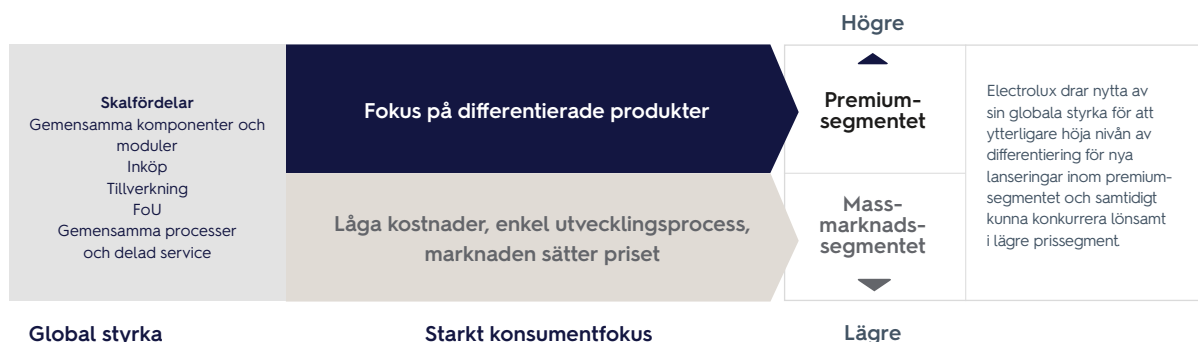 Högre
Skalfördelar
Gemensamma komponenter och
moduler
Inköp
Tillverkning
FoU
Gemensamma processer
och delad service
Fokus på differentierade produkter
Låga kostnader, enkel utvecklingsprocess,
marknaden sätter priset
Premium-
segmentet
Mass-
marknads-
segmentet
Electrolux drar nytta av
sin globala styrka för att
ytterligare höja nivån av
differentiering för nya
lanseringar inom premium-
segmentet och samtidigt
kunna konkurrera lönsamt
i lägre prissegment.
Global styrka
Starkt konsumentfokus
Lägre